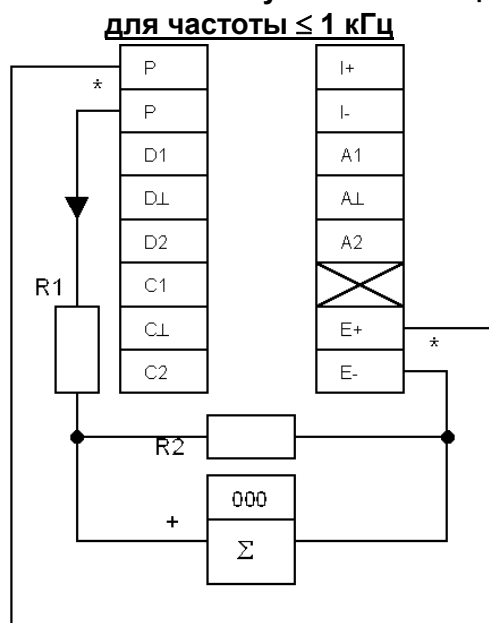 для частоты ≤ 1 кГц
P I+
*
P I-
D1 A1
D⊥ A⊥
D2 A2
R1
C1
C⊥ E+
*
C2 E-
R2
000
+
Σ